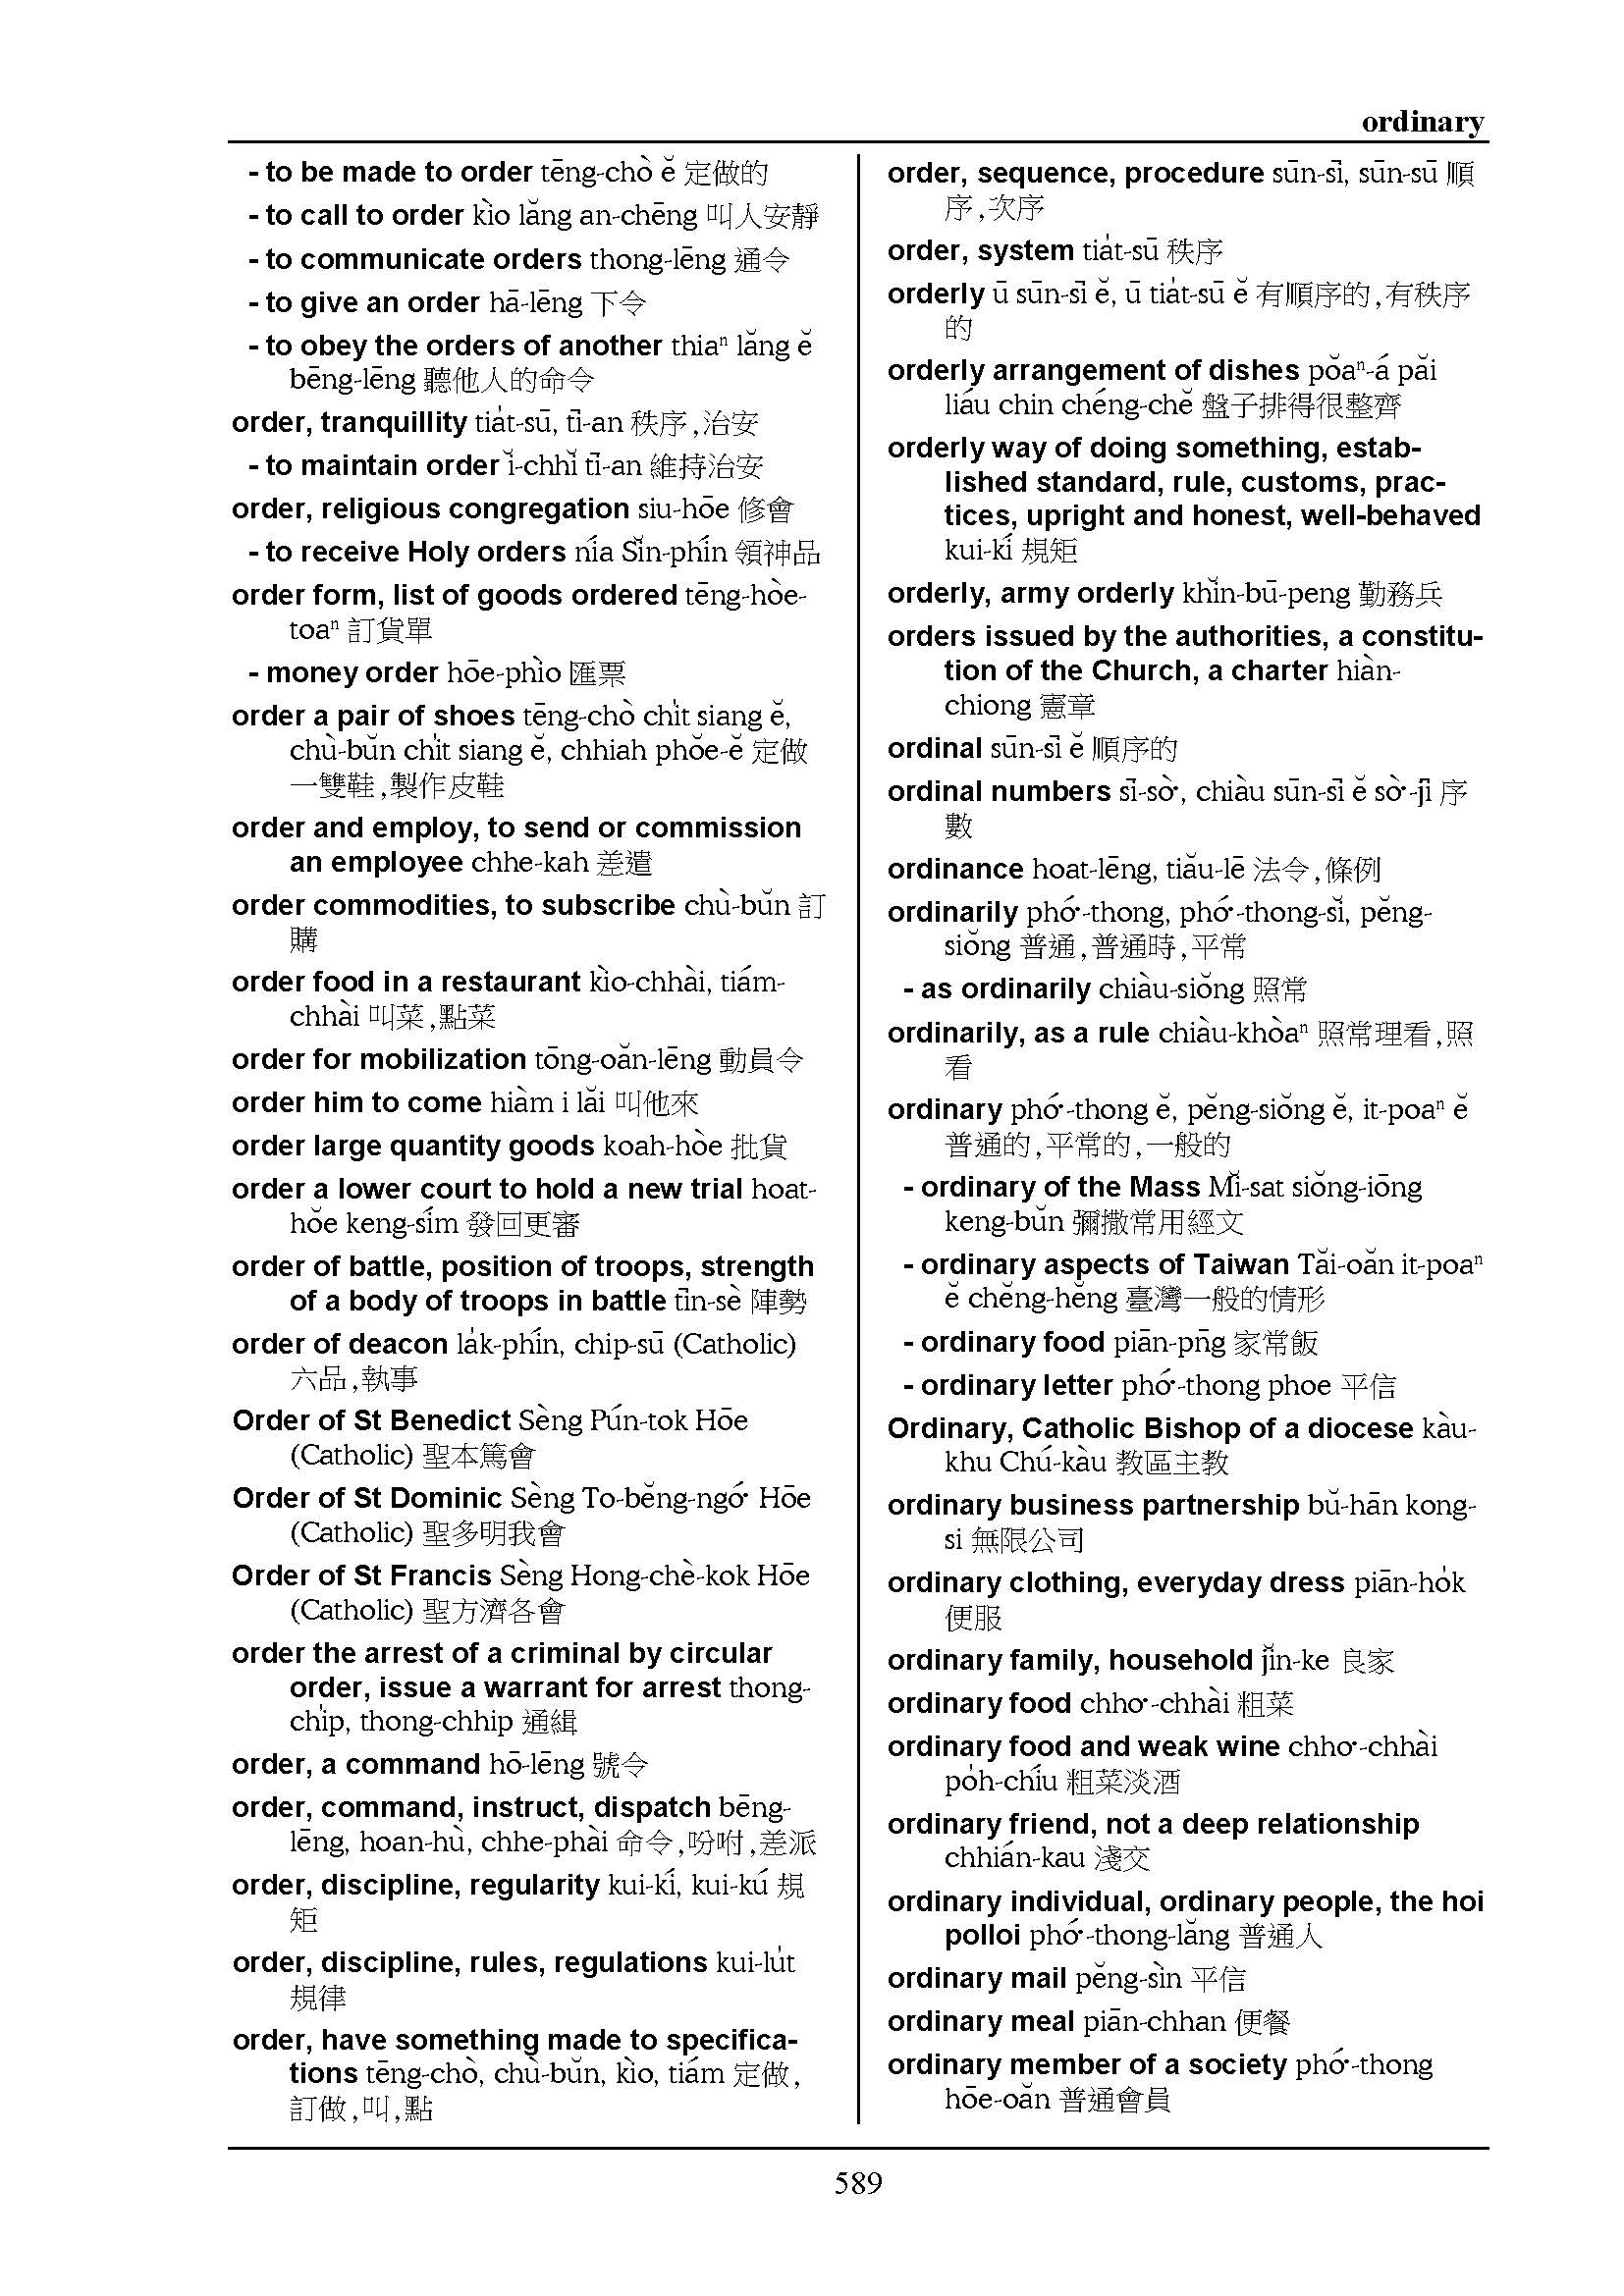 ordinary
- to be made to order tēng-chò ĕ 定做的
- to call to order kìo lăng an-chēng 叫人安靜
- to communicate orders thong-lēng 通令
- to give an order hā-lēng 下令
- to obey the orders of another thiaⁿ lăng ĕ
bēng-lēng 聽他人的命令
order, tranquillity tia̍t-sū, tī-an 秩序,治安
- to maintain order ĭ-chhĭ tī-an 維持治安
order, religious congregation siu-hōe 修會
- to receive Holy orders nía Sĭn-phín 領神品
order form, list of goods ordered tēng-hòe-
toaⁿ 訂貨單
- money order hōe-phìo 匯票
order a pair of shoes tēng-chò chi̍t siang ĕ,
chù-bŭn chi̍t siang ĕ, chhiah phŏe-ĕ 定做
一雙鞋,製作皮鞋
order and employ, to send or commission
an employee chhe-kah 差遣
order commodities, to subscribe chù-bŭn 訂
購
order food in a restaurant kìo-chhài, tiám-
chhài 叫菜,點菜
order for mobilization tōng-oăn-lēng 動員令
order him to come hiàm i lăi 叫他來
order large quantity goods koah-hòe 批貨
order a lower court to hold a new trial hoat-
hŏe keng-sím 發回更審
order of battle, position of troops, strength
of a body of troops in battle tīn-sè 陣勢
order of deacon la̍k-phín, chip-sū (Catholic)
六品,執事
Order of St Benedict Sèng Pún-tok Hōe
(Catholic) 聖本篤會
Order of St Dominic Sèng To-bĕng-ngó͘ Hōe
(Catholic) 聖多明我會
Order of St Francis Sèng Hong-chè-kok Hōe
(Catholic) 聖方濟各會
order the arrest of a criminal by circular
order, issue a warrant for arrest thong-
chi̍p, thong-chhip 通緝
order, a command hō-lēng 號令
order, command, instruct, dispatch bēng-
lēng, hoan-hù, chhe-phài 命令,吩咐,差派
order, discipline, regularity kui-kí, kui-kú 規
矩
order, discipline, rules, regulations kui-lu̍t
規律
order, have something made to specifica-
tions tēng-chò, chù-bŭn, kìo, tiám 定做,
訂做,叫,點
order, sequence, procedure sūn-sī, sūn-sū 順
序,次序
order, system tia̍t-sū 秩序
orderly ū sūn-sī ĕ, ū tia̍t-sū ĕ 有順序的,有秩序
的
orderly arrangement of dishes pŏaⁿ-á păi
liáu chin chéng-chĕ 盤子排得很整齊
orderly way of doing something, estab-
lished standard, rule, customs, prac-
tices, upright and honest, well-behaved
kui-kí 規矩
orderly, army orderly khĭn-bū-peng 勤務兵
orders issued by the authorities, a constitu-
tion of the Church, a charter hiàn-
chiong 憲章
ordinal sūn-sī ĕ 順序的
ordinal numbers sī-sò͘, chiàu sūn-sī ĕ sò͘-jī 序
數
ordinance hoat-lēng, tiău-lē 法令,條例
ordinarily phó͘-thong, phó͘-thong-sĭ, pĕng-
siŏng 普通,普通時,平常
- as ordinarily chiàu-siŏng 照常
ordinarily, as a rule chiàu-khòaⁿ 照常理看,照
看
ordinary phó͘-thong ĕ, pĕng-siŏng ĕ, it-poaⁿ ĕ
普通的,平常的,一般的
- ordinary of the Mass Mĭ-sat siŏng-iōng
keng-bŭn 彌撒常用經文
- ordinary aspects of Taiwan Tăi-oăn it-poaⁿ
ĕ chĕng-hĕng 臺灣一般的情形
- ordinary food piān-pn̄g 家常飯
- ordinary letter phó͘-thong phoe 平信
Ordinary, Catholic Bishop of a diocese kàu-
khu Chú-kàu 教區主教
ordinary business partnership bŭ-hān kong-
si 無限公司
ordinary clothing, everyday dress piān-ho̍k
便服
ordinary family, household jĭn-ke 良家
ordinary food chho͘-chhài 粗菜
ordinary food and weak wine chho͘-chhài
po̍h-chíu 粗菜淡酒
ordinary friend, not a deep relationship
chhián-kau 淺交
ordinary individual, ordinary people, the hoi
polloi phó͘-thong-lăng 普通人
ordinary mail pĕng-sìn 平信
ordinary meal piān-chhan 便餐
ordinary member of a society phó͘-thong
hōe-oăn 普通會員
589